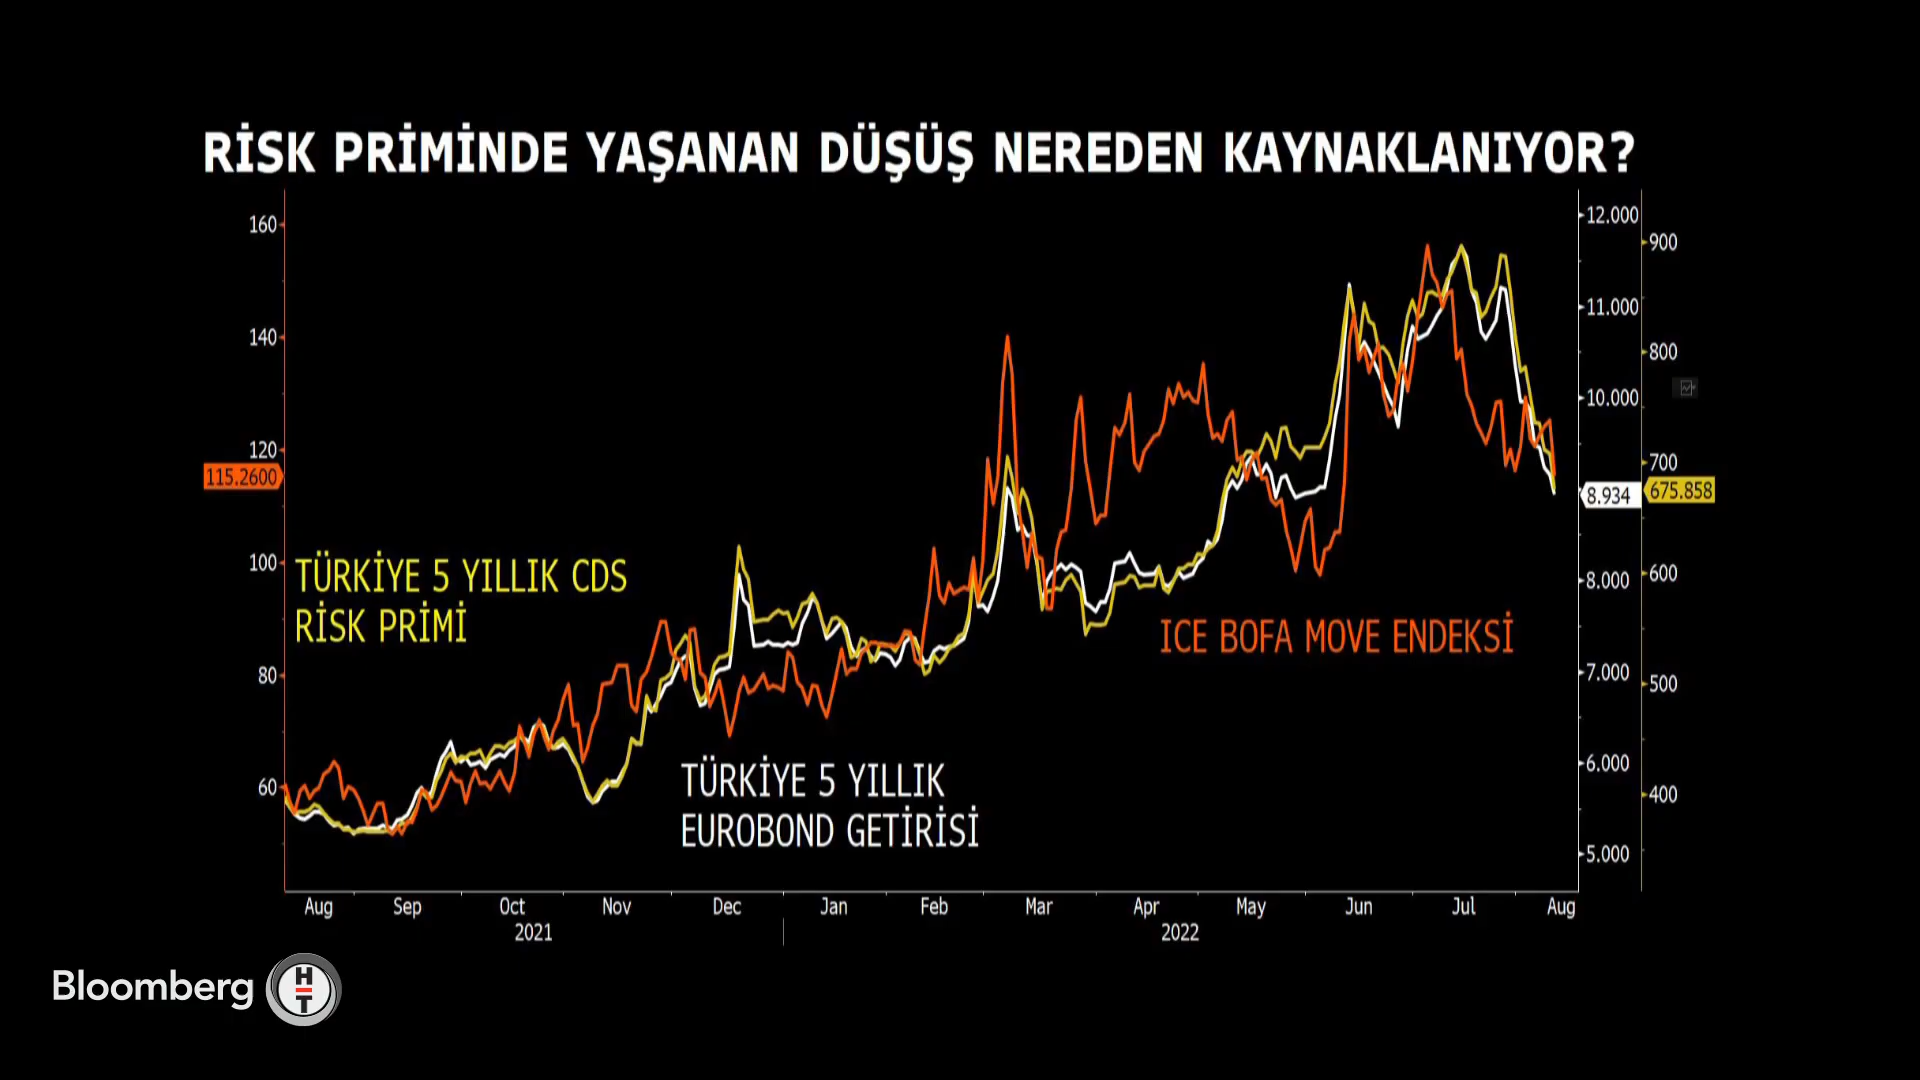 RİSK PRİMİNDE YAŞANAN DÜŞÜŞ NEREDEN KAYNAKLANIYOR?
160
140
120
115.2600
100
80
60
12.000
11.000
10.000
8.934
8.000
7.000
6.000
5.000
900
800
700
675.858
600
500
400
TÜRKİYE 5 YILLIK CDS
RİSK PRİMİ
ICE BOFA MOVE ENDEKSİ
TÜRKİYE 5 YILLIK
EUROBOND GETİRİSİ
Aug Sep Oct Nov Dec Jan Feb Mar Apr May Jun Jul Aug
2021 2022
Bloomberg HT